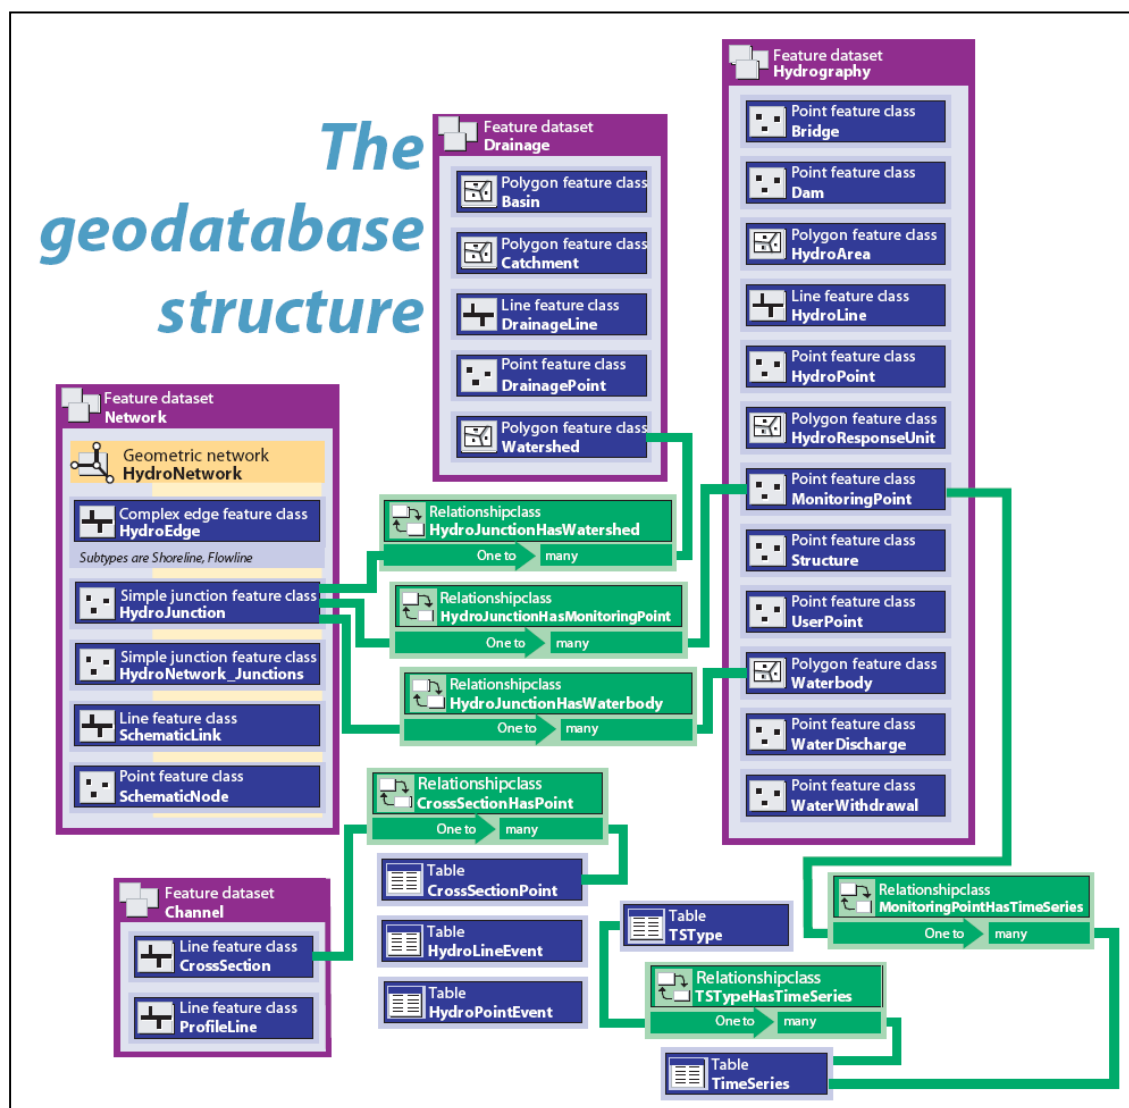 The
geodatabase
structure
Feature dataset
Drainage
Polygon feature class
Basin
Polygon feature class
Catchment
Line feature class
DrainageLine
Point feature class
DrainagePoint
Polygon feature class
Watershed
Feature dataset
Hydrography
Point feature class
Bridge
Point feature class
Dam
Polygon feature class
HydroArea
Line feature class
HydroLine
Point feature class
HydroPoint
Polygon feature class
HydroResponseUnit
Point feature class
MonitoringPoint
Point feature class
Structure
Point feature class
UserPoint
Polygon feature class
Waterbody
Point feature class
WaterDischarge
Point feature class
WaterWithdrawal
Feature dataset
Network
Geometric network
HydroNetwork
Complex edge feature class
HydroEdge
Subtypes are Shoreline, Flowline
Simple junction feature class
HydroJunction
Simple junction feature class
HydroNetwork_Junctions
Line feature class
SchematicLink
Point feature class
SchematicNode
Relationshipclass
HydroJunctionHasWatershed
One to many
Relationshipclass
HydroJunctionHasMonitoringPoint
One to many
Relationshipclass
HydroJunctionHasWaterbody
One to many
Relationshipclass
CrossSectionHasPoint
One to many
Feature dataset
Channel
Line feature class
CrossSection
Line feature class
ProfileLine
Table
CrossSectionPoint
Table
HydroLineEvent
Table
HydroPointEvent
Table
TSType
Relationshipclass
TSTypeHasTimeSeries
One to many
Table
TimeSeries
Relationshipclass
MonitoringPointHasTimeSeries
One to many